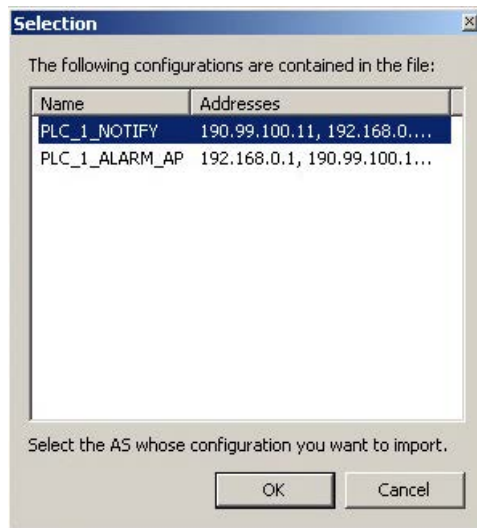 Selection
The following configurations are contained in the file:
Name Addresses
PLC_1_NOTIFY 190.99.100.11, 192.168.0....
PLC_1_ALARM_AP 192.168.0.1, 190.99.100.1...
Select the AS whose configuration you want to import.
OK Cancel